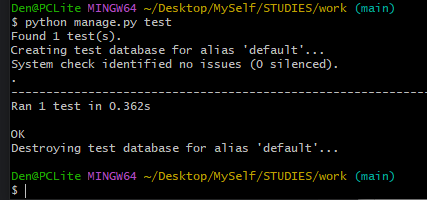 Den@PCLite MINGW64 ~/Desktop/MySelf/STUDIES/work (main)
$ python manage.py test
Found 1 test(s).
Creating test database for alias 'default'...
System check identified no issues (0 silenced).
.
----------------------------------------------------------------------
Ran 1 test in 0.362s
OK
Destroying test database for alias 'default'...
Den@PCLite MINGW64 ~/Desktop/MySelf/STUDIES/work (main)
$